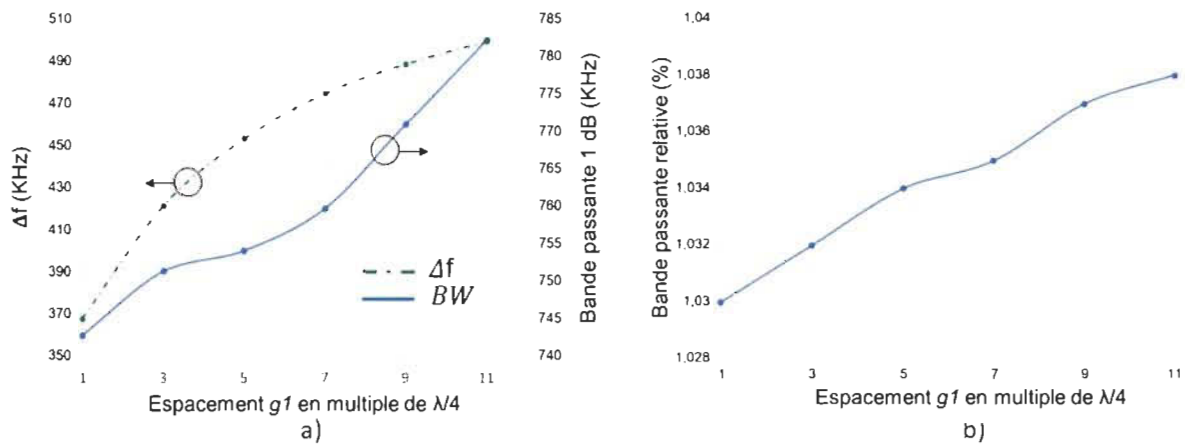 510
490
470
450
430
410
390
370
350
Δf (KHz)
785
780
775
770
765
760
755
750
745
740
Bande passante 1 dB (KHz)
Δf
BW
1 3 5 7 9 11
Espacement g1 en multiple de λ/4
a)
1,04
1,038
1,036
1,034
1,032
1,03
1,028
Bande passante relative (%)
1 3 5 7 9 11
Espacement g1 en multiple de λ/4
b)